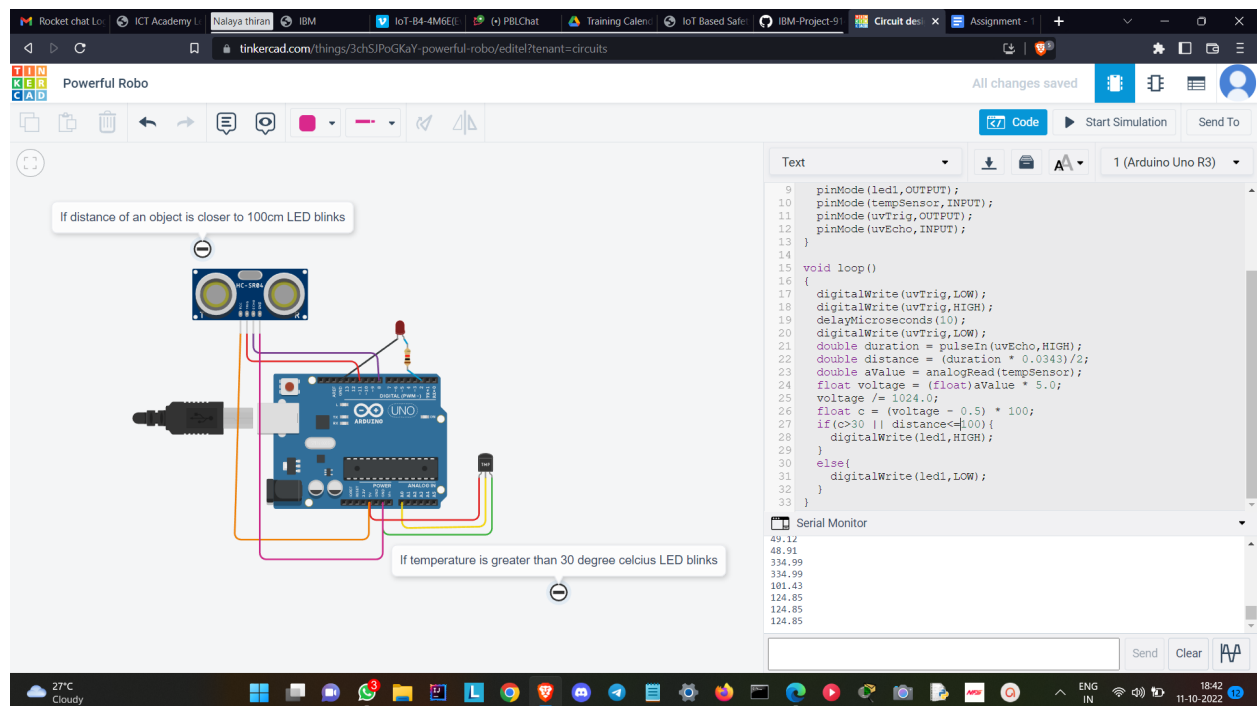 Rocket chat Loc
ICT Academy L
Nalaya thiran
IBM
IoT-B4-4M6E((E
(•) PBLChat
Training Calend
IoT Based Safet
IBM-Project-91
Circuit desi
Assignment - 1
tinkercad.com/things/3chSJPoGKaY-powerful-robo/editel?tenant=circuits
TIN
KER
CAD
Powerful Robo
All changes saved
Code
Start Simulation
Send To
Text
1 (Arduino Uno R3)
If distance of an object is closer to 100cm LED blinks
HC-SR04
T R
DIGITAL (PWM ~)
UNO
ARDUINO
POWER ANALOG IN
TMP
If temperature is greater than 30 degree celcius LED blinks
9 pinMode(led1,OUTPUT);
10 pinMode(tempSensor,INPUT);
11 pinMode(uvTrig,OUTPUT);
12 pinMode(uvEcho,INPUT);
13 }
14
15 void loop()
16 {
17 digitalWrite(uvTrig,LOW);
18 digitalWrite(uvTrig,HIGH);
19 delayMicroseconds(10);
20 digitalWrite(uvTrig,LOW);
21 double duration = pulseIn(uvEcho,HIGH);
22 double distance = (duration * 0.0343)/2;
23 double aValue = analogRead(tempSensor);
24 float voltage = (float)aValue * 5.0;
25 voltage /= 1024.0;
26 float c = (voltage - 0.5) * 100;
27 if(c>30 || distance<=100){
28 digitalWrite(led1,HIGH);
29 }
30 else{
31 digitalWrite(led1,LOW);
32 }
33 }
Serial Monitor
49.12
48.91
334.99
334.99
101.43
124.85
124.85
124.85
Send
Clear
27°C
Cloudy
3
ENG
IN
18:42
11-10-2022
12